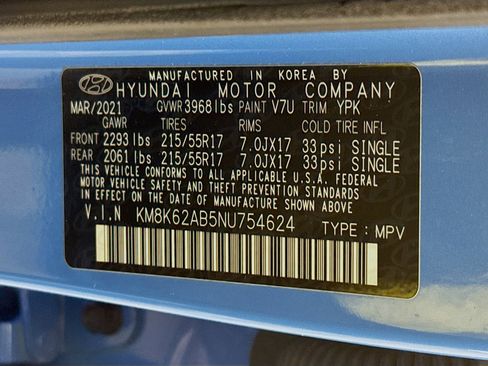 MANUFACTURED IN KOREA BY
HYUNDAI MOTOR COMPANY
MAR/2021 GVWR 3968lbs PAINT V7U TRIM YPK
GAWR TIRES RIMS COLD TIRE INFL
FRONT 2293lbs 215/55R17 7.0JX17 33psi SINGLE
REAR 2061lbs 215/55R17 7.0JX17 33psi SINGLE
THIS VEHICLE CONFORMS TO ALL APPLICABLE U.S.A. FEDERAL
MOTOR VEHICLE SAFETY AND THEFT PREVENTION STANDARDS
IN EFFECT ON THE DATE OF MANUFACTURE SHOWN ABOVE.
V.I.N KM8K62AB5NU754624 TYPE : MPV